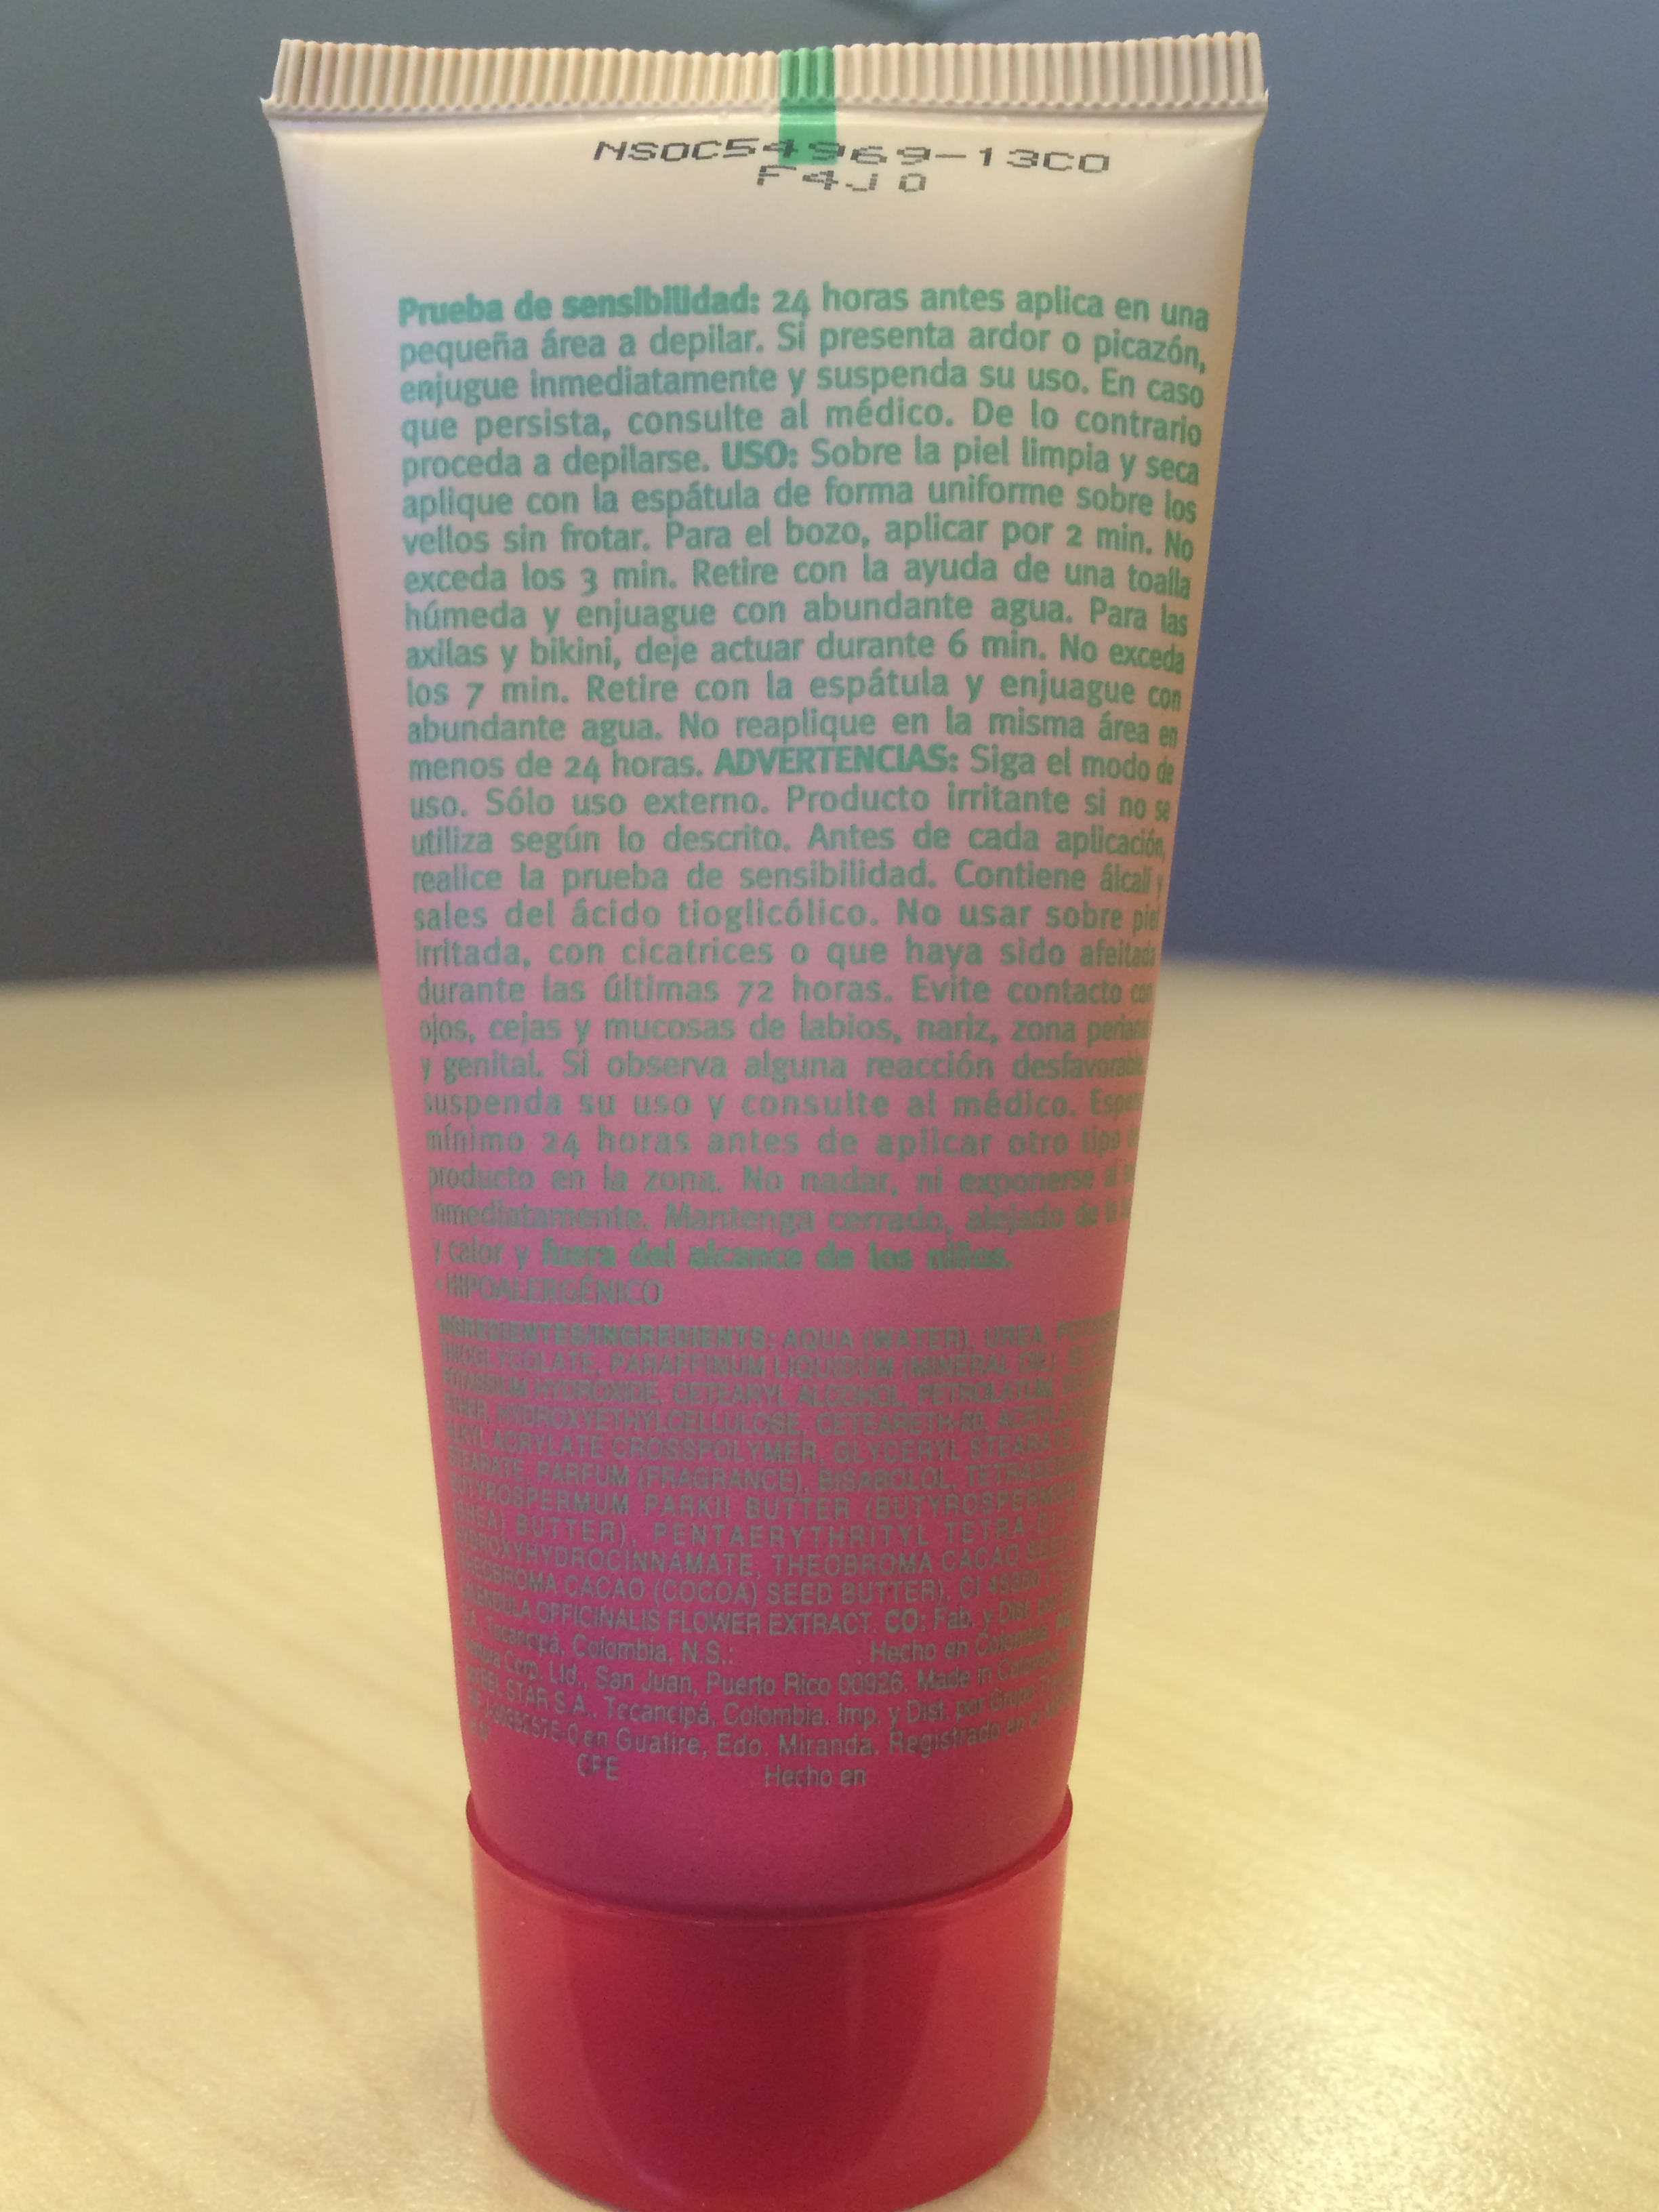 NSOC54969-13CO
F4J0
Prueba de sensibilidad: 24 horas antes aplica en una
pequeña área a depilar. Si presenta ardor o picazón,
enjugue inmediatamente y suspenda su uso. En caso
que persista, consulte al médico. De lo contrario
proceda a depilarse. USO: Sobre la piel limpia y seca
aplique con la espátula de forma uniforme sobre los
vellos sin frotar. Para el bozo, aplicar por 2 min. No
exceda los 3 min. Retire con la ayuda de una toalla
húmeda y enjuague con abundante agua. Para las
axilas y bikini, deje actuar durante 6 min. No exceda
los 7 min. Retire con la espátula y enjuague con
abundante agua. No reaplique en la misma área en
menos de 24 horas. ADVERTENCIAS: Siga el modo de
uso. Sólo uso externo. Producto irritante si no se
utiliza según lo descrito. Antes de cada aplicación,
realice la prueba de sensibilidad. Contiene álcali y
sales del ácido tioglicólico. No usar sobre piel
irritada, con cicatrices o que haya sido afeitada
durante las últimas 72 horas. Evite contacto con
ojos, cejas y mucosas de labios, nariz, zona
y genital. Si observa alguna reacción
suspenda su uso y consulte al médico.
mínimo 24 horas antes de aplicar otro tipo
producto en la zona. No nadar, ni exponerse
inmediatamente. Mantenga cerrado, alejado de
y calor y fuera del alcance de los niños.
•HIPOALERGÉNICO
INGREDIENTES/INGREDIENTS: AQUA (WATER), UREA,
THIOGLYCOLATE, PARAFFINUM LIQUIDUM (MINERAL OIL),
POTASSIUM HYDROXIDE, CETEARYL ALCOHOL, PETROLATUM,
HYDROXYETHYLCELLULOSE, CETEARETH-20,
ALKYL ACRYLATE CROSSPOLYMER, GLYCERYL STEARATE,
STEARATE, PARFUM (FRAGRANCE), BISABOLOL,
BUTYROSPERMUM PARKII BUTTER
(SHEA) BUTTER), PENTAERYTHRITYL TETRA-DI-
HYDROXYHYDROCINNAMATE, THEOBROMA CACAO SEED
THEOBROMA CACAO (COCOA) SEED BUTTER), CI
CALENDULA OFFICINALIS FLOWER EXTRACT. CO: Fab. y Dist.
Tocancipá, Colombia, N.S.: . Hecho en Colombia
Corp. Ltd., San Juan, Puerto Rico 00926. Made in
STAR S.A., Tocancipá, Colombia. Imp. y Dist. por Grupo
en Guatire, Edo. Miranda. Registrado en el
CPE Hecho en